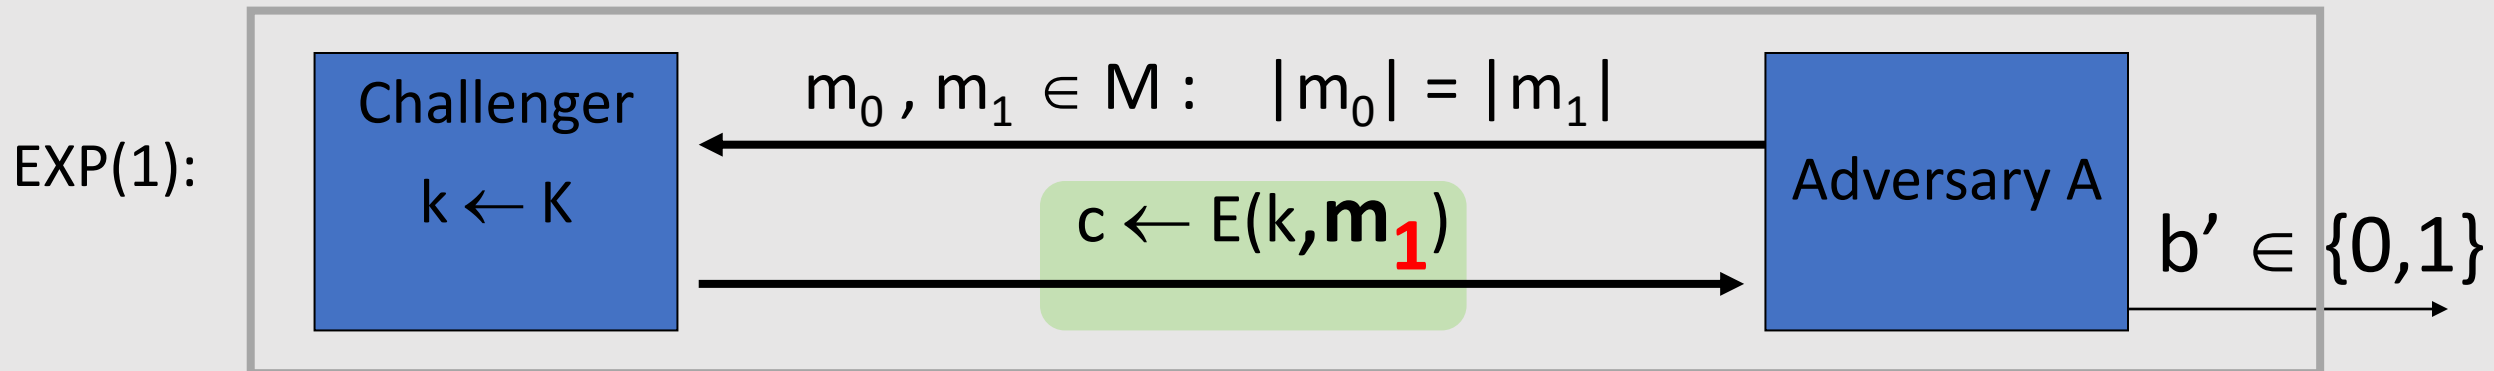 EXP(1):
Challenger
k ← K
m₀ , m₁ ∈ M : |m₀| = |m₁|
c ← E(k,m₁)
Adversary A
b’ ∈ {0,1}